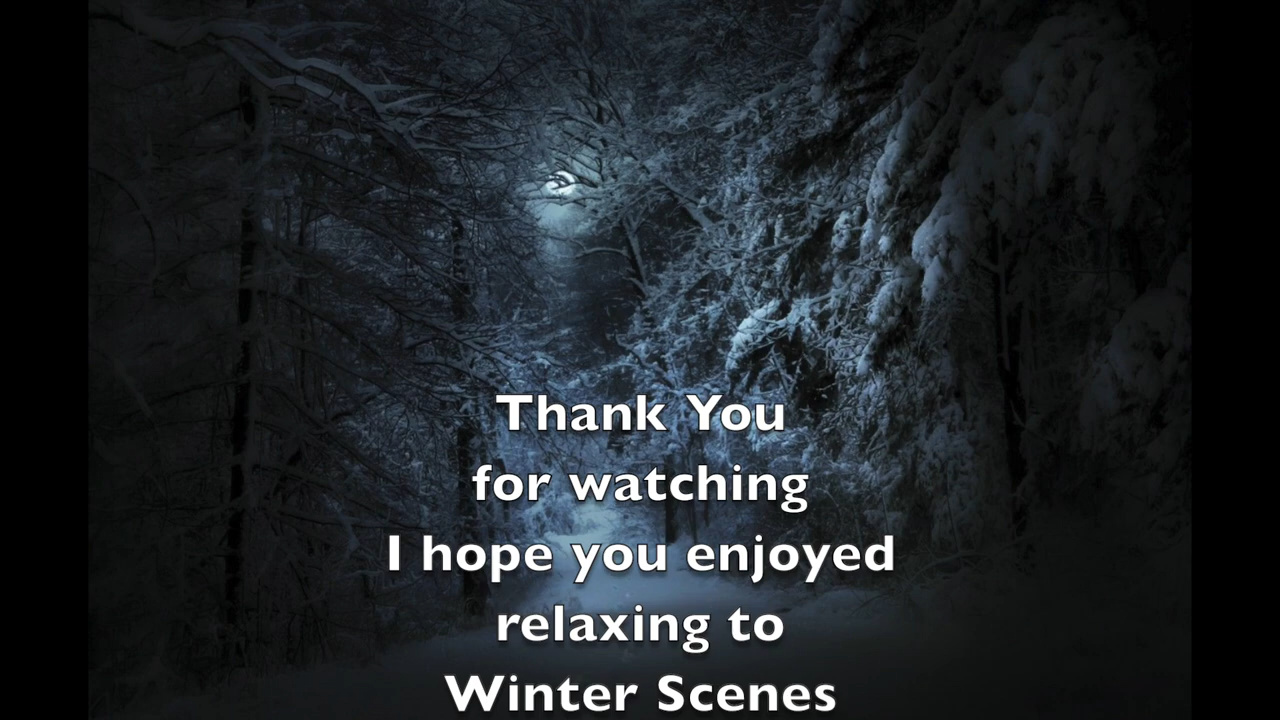 Thank You
for watching
I hope you enjoyed
relaxing to
Winter Scenes